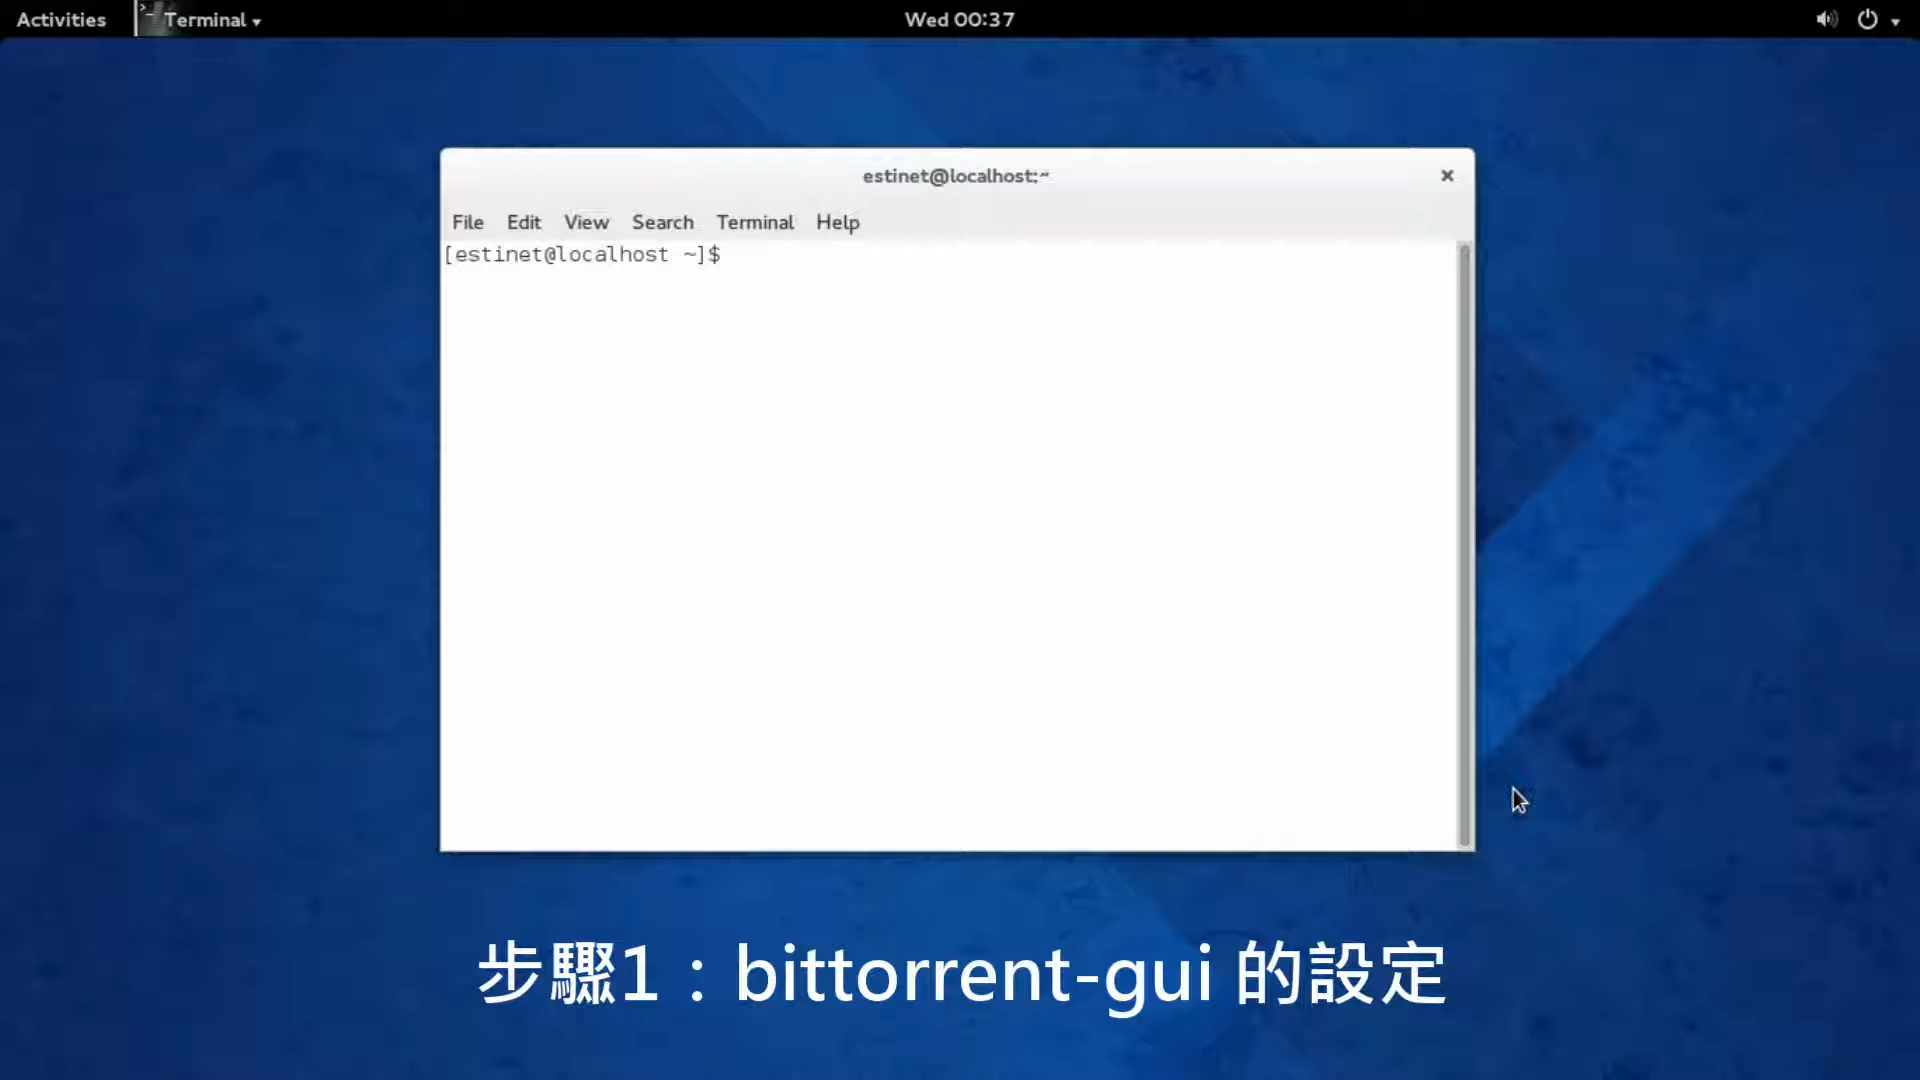 Activities Terminal Wed 00:37
estinet@localhost:~
File Edit View Search Terminal Help
[estinet@localhost ~]$
步驟1：bittorrent-gui 的設定